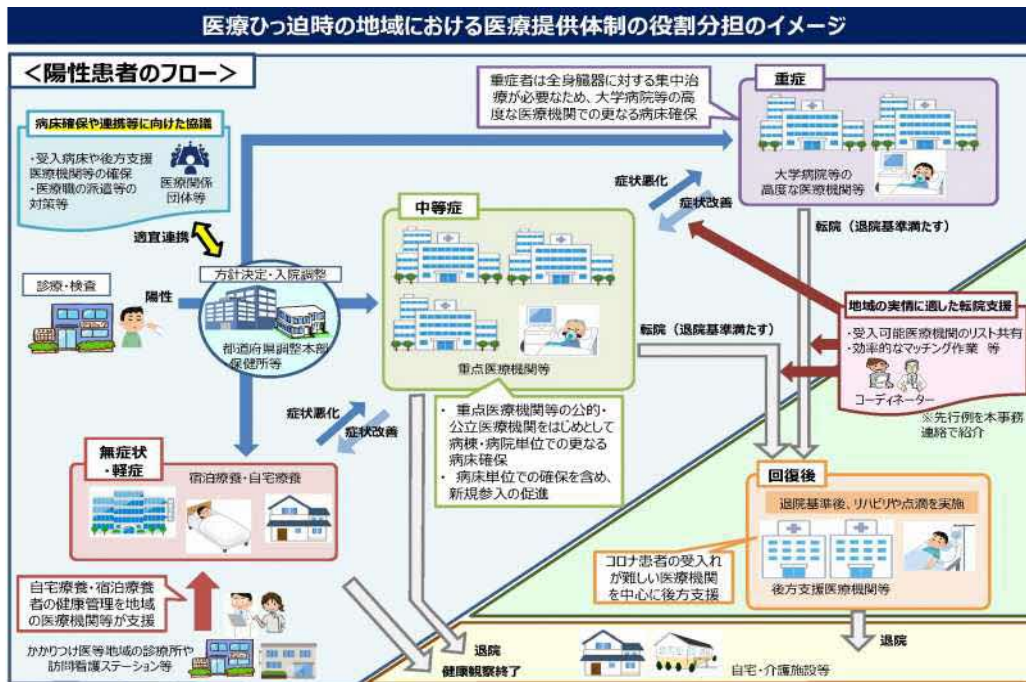 医療ひっ迫時の地域における医療提供体制の役割分担のイメージ
<陽性患者のフロー>
重症者は全身臓器に対する集中治
療が必要なため、大学病院等の高
度な医療機関での更なる病床確保
重症
大学病院等の
高度な医療機関等
病床確保や連携等に向けた協議
・受入病床や後方支援
医療機関等の確保
・医療職の派遣等の
対策等
医療関係
団体等
適宜連携
症状悪化
症状改善
中等症
重点医療機関等
転院（退院基準満たす）
診療・検査
陽性
方針決定・入院調整
都道府県調整本部
保健所等
転院（退院基準満たす）
地域の実情に適した転院支援
・受入可能医療機関のリスト共有
・効率的なマッチング作業 等
コーディネーター
※先行例を本事務
連絡で紹介
症状悪化
症状改善
・ 重点医療機関等の公的・
公立医療機関をはじめとして
病棟・病院単位での更なる
病床確保
・ 病床単位での確保を含め、
新規参入の促進
無症状
・軽症
宿泊療養・自宅療養
回復後
退院基準後、リハビリや点滴を実施
後方支援医療機関等
コロナ患者の受入れ
が難しい医療機関
を中心に後方支援
自宅療養・宿泊療養
者の健康管理を地域
の医療機関等が支援
かかりつけ医等地域の診療所や
訪問看護ステーション等
退院
健康観察終了
退院
自宅・介護施設等